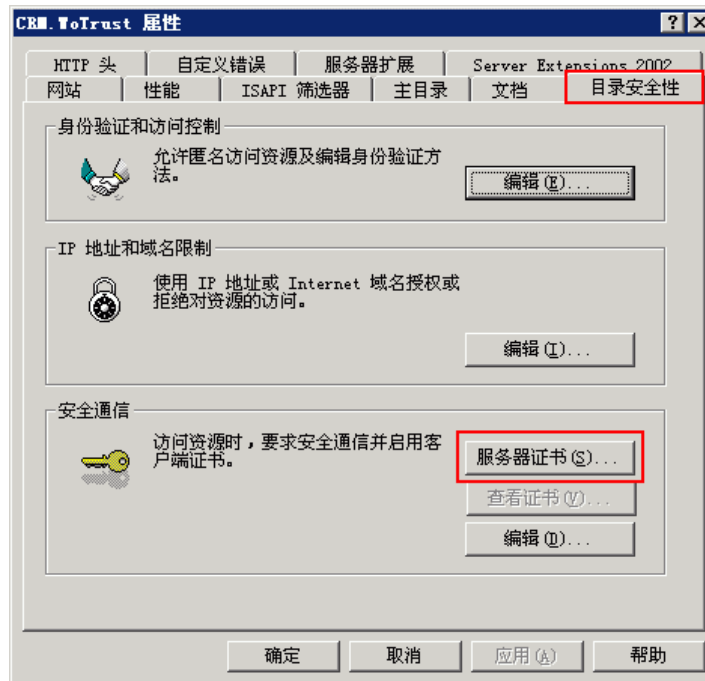 CRM.ToTrust 属性
HTTP 头 自定义错误 服务器扩展 Server Extensions 2002
网站 性能 ISAPI 筛选器 主目录 文档 目录安全性
身份验证和访问控制
允许匿名访问资源及编辑身份验证方
法。
编辑(E)...
IP 地址和域名限制
使用 IP 地址或 Internet 域名授权或
拒绝对资源的访问。
编辑(I)...
安全通信
访问资源时，要求安全通信并启用客
户端证书。
服务器证书(S)...
查看证书(V)...
编辑(D)...
确定 取消 应用(A) 帮助